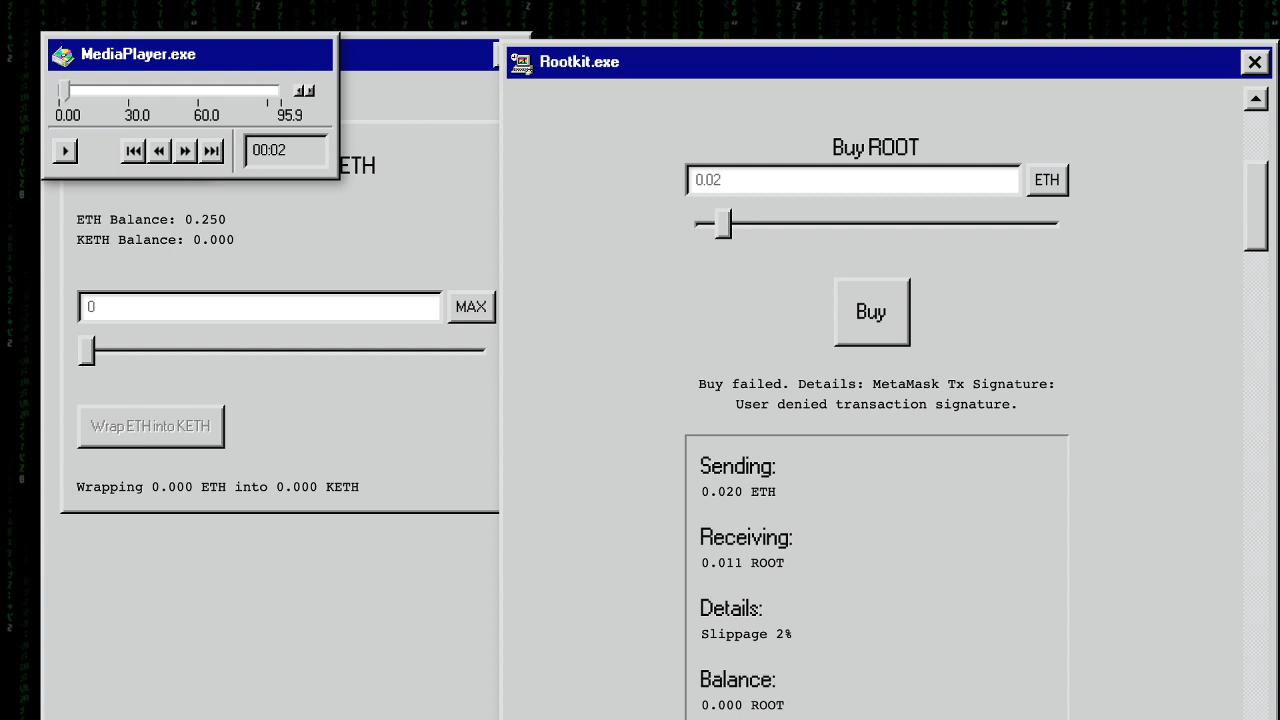 MediaPlayer.exe
0.00 30.0 60.0 95.9
00:02
ETH
ETH Balance: 0.250
KETH Balance: 0.000
0
MAX
Wrap ETH into KETH
Wrapping 0.000 ETH into 0.000 KETH
Rootkit.exe
Buy ROOT
0.02
ETH
Buy
Buy failed. Details: MetaMask Tx Signature:
User denied transaction signature.
Sending:
0.020 ETH
Receiving:
0.011 ROOT
Details:
Slippage 2%
Balance:
0.000 ROOT